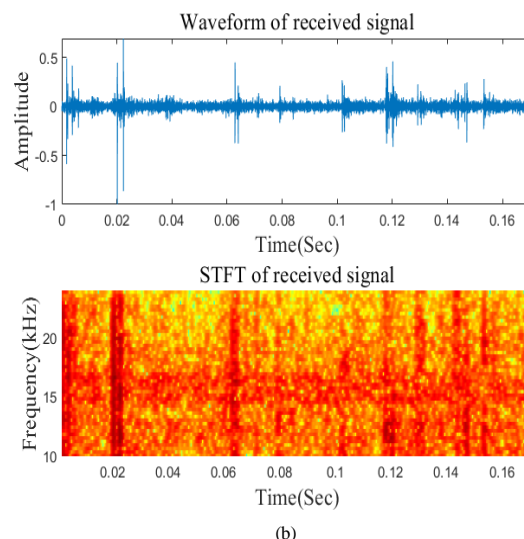 Waveform of received signal
Amplitude
0.5
0
-0.5
-1
0 0.02 0.04 0.06 0.08 0.1 0.12 0.14 0.16
Time(Sec)
STFT of received signal
Frequency(kHz)
20
15
10
0.02 0.04 0.06 0.08 0.1 0.12 0.14 0.16
Time(Sec)
(b)